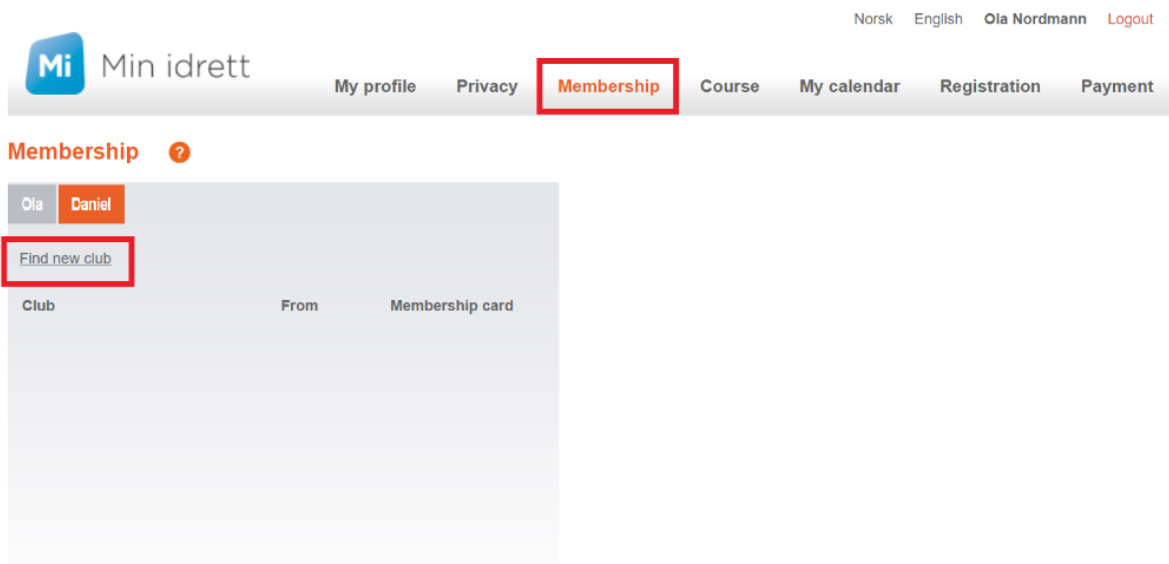 Norsk English Ola Nordmann Logout
Mi Min idrett
My profile Privacy Membership Course My calendar Registration Payment
Membership ?
Ola Daniel
Find new club
Club From Membership card